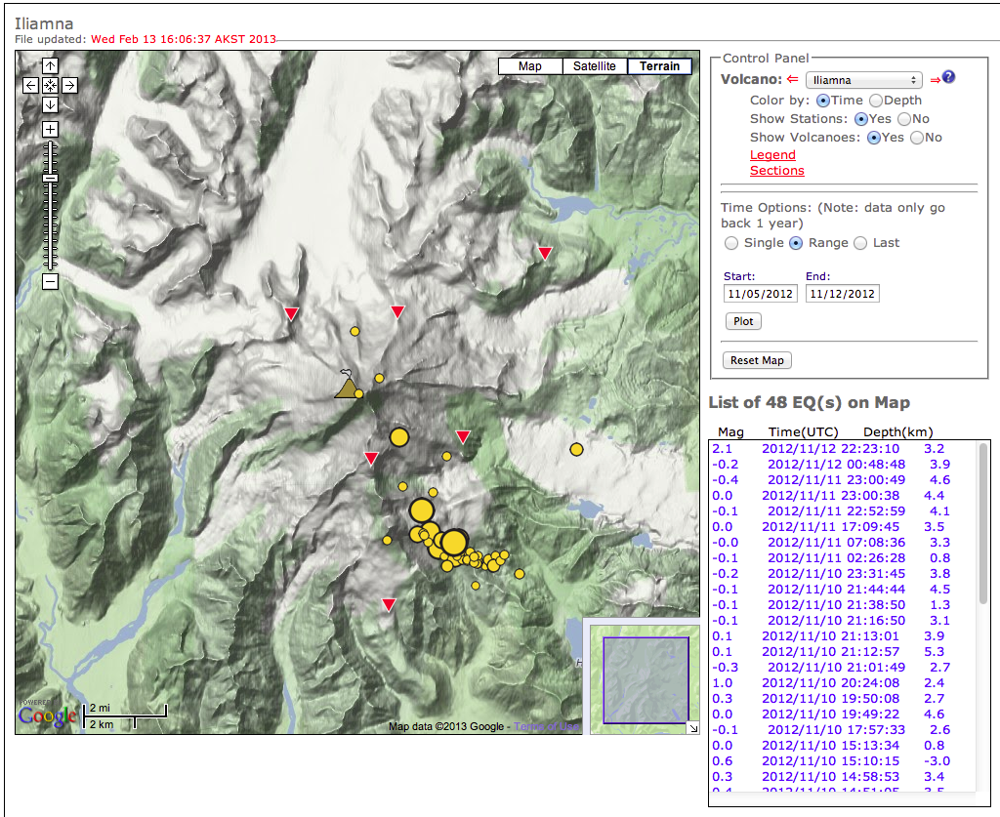 Iliamna
File updated: Wed Feb 13 16:06:37 AKST 2013
Map Satellite Terrain
POWERED
Google
2 mi
2 km
Map data ©2013 Google - Terms of Use
Control Panel
Volcano: ⇐ Iliamna ⇒ ?
Color by: Time Depth
Show Stations: Yes No
Show Volcanoes: Yes No
Legend
Sections
Time Options: (Note: data only go
back 1 year)
Single Range Last
Start: End:
11/05/2012 11/12/2012
Plot
Reset Map
List of 48 EQ(s) on Map
Mag Time(UTC) Depth(km)
2.1 2012/11/12 22:23:10 3.2
-0.2 2012/11/12 00:48:48 3.9
-0.4 2012/11/11 23:00:49 4.6
0.0 2012/11/11 23:00:38 4.4
-0.1 2012/11/11 22:52:59 4.1
0.0 2012/11/11 17:09:45 3.5
-0.0 2012/11/11 07:08:36 3.3
-0.1 2012/11/11 02:26:28 0.8
-0.2 2012/11/10 23:31:45 3.8
-0.1 2012/11/10 21:44:44 4.5
-0.1 2012/11/10 21:38:50 1.3
-0.1 2012/11/10 21:16:50 3.1
0.1 2012/11/10 21:13:01 3.9
0.1 2012/11/10 21:12:57 5.3
-0.3 2012/11/10 21:01:49 2.7
1.0 2012/11/10 20:24:08 2.4
0.3 2012/11/10 19:50:08 2.7
0.0 2012/11/10 19:49:22 4.6
-0.1 2012/11/10 17:57:33 2.6
0.0 2012/11/10 15:13:34 0.8
0.6 2012/11/10 15:10:15 -3.0
0.3 2012/11/10 14:58:53 3.4